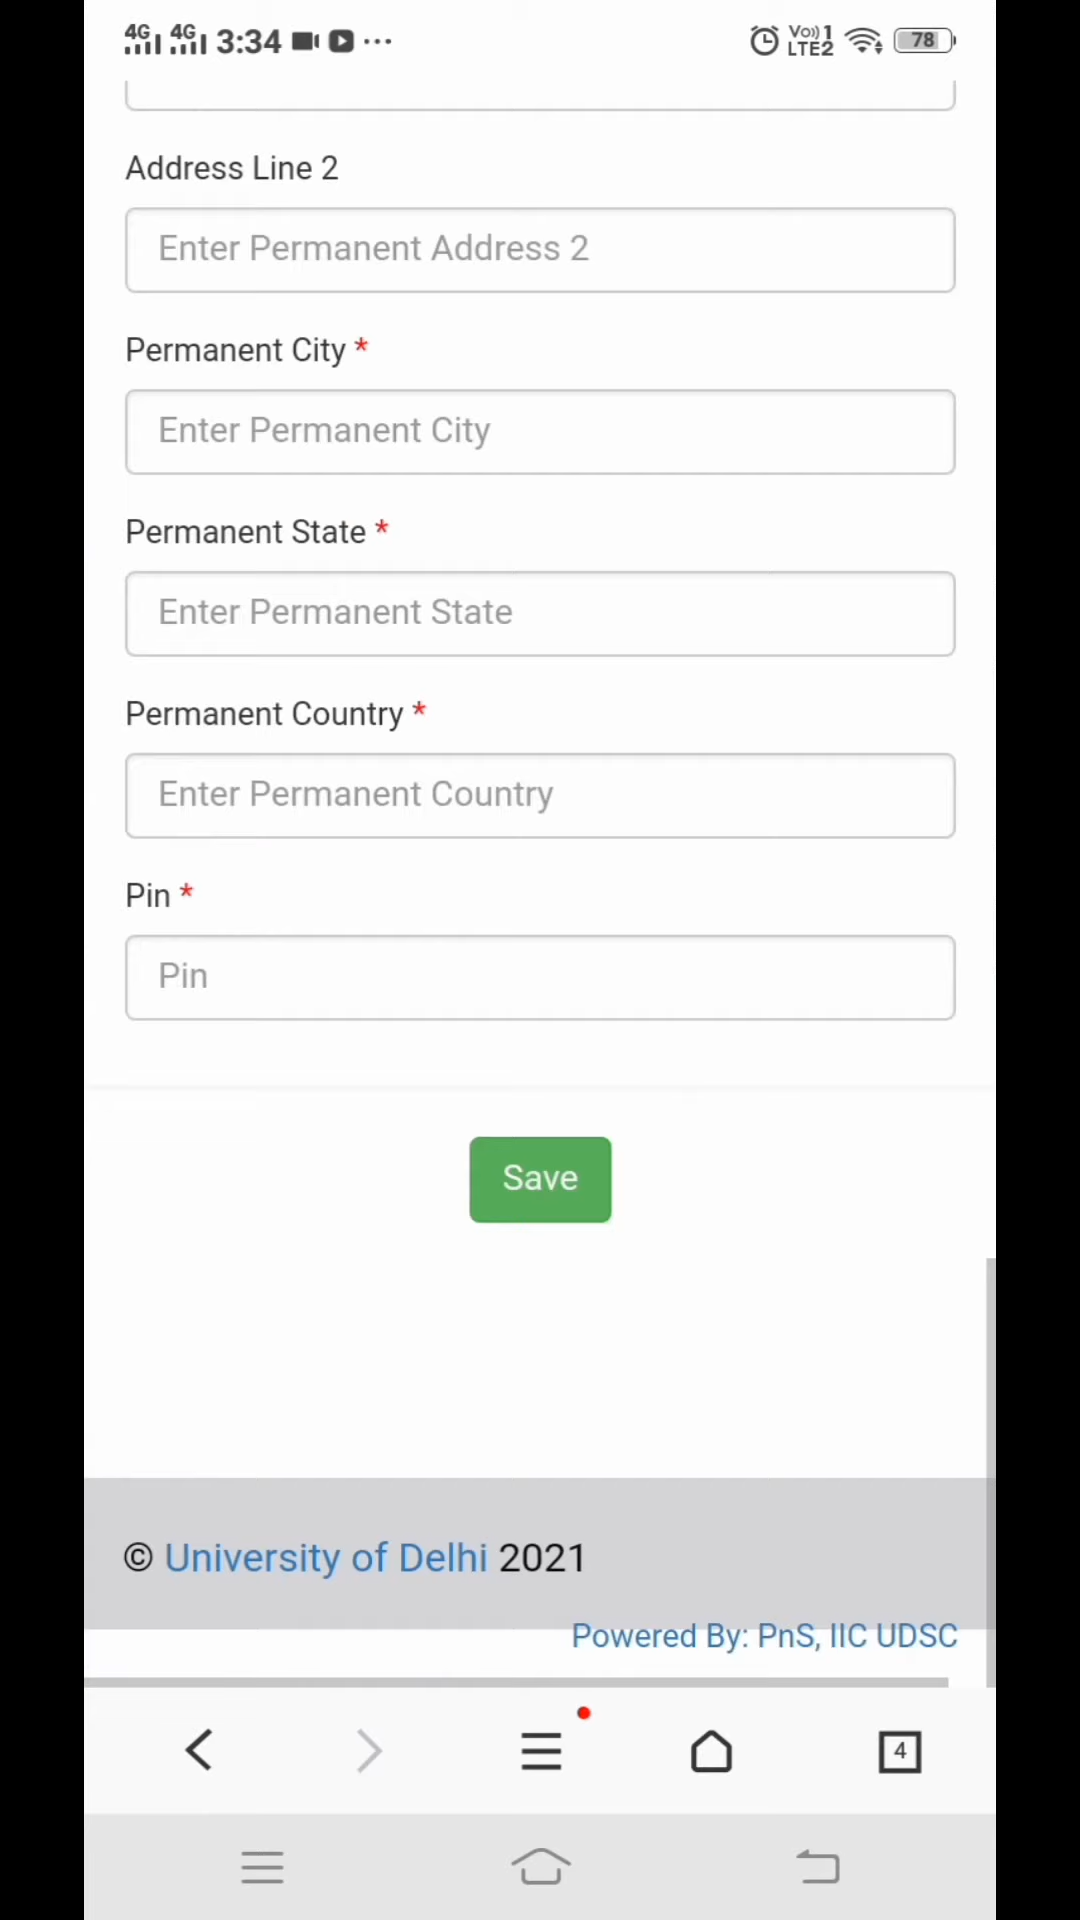 4G 4G 3:34 ... Vo)) 1 LTE2 78
Address Line 2
Enter Permanent Address 2
Permanent City *
Enter Permanent City
Permanent State *
Enter Permanent State
Permanent Country *
Enter Permanent Country
Pin *
Pin
Save
© University of Delhi 2021
Powered By: PnS, IIC UDSC
4